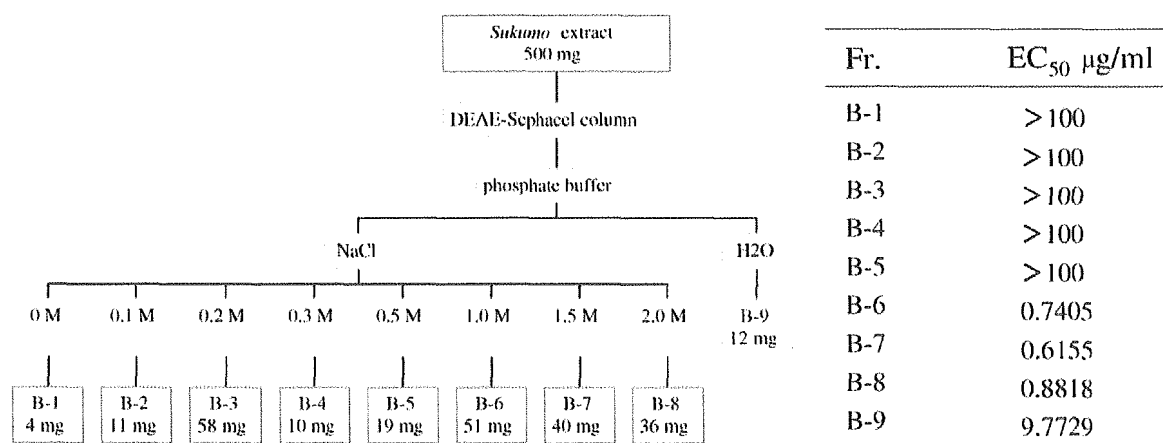 Sukumo extract
500 mg
DEAE-Sephacel column
phosphate buffer
NaCl
H2O
0 M
0.1 M
0.2 M
0.3 M
0.5 M
1.0 M
1.5 M
2.0 M
B-9
12 mg
B-1
4 mg
B-2
11 mg
B-3
58 mg
B-4
10 mg
B-5
19 mg
B-6
51 mg
B-7
40 mg
B-8
36 mg
Fr. EC50 μg/ml
B-1 >100
B-2 >100
B-3 >100
B-4 >100
B-5 >100
B-6 0.7405
B-7 0.6155
B-8 0.8818
B-9 9.7729